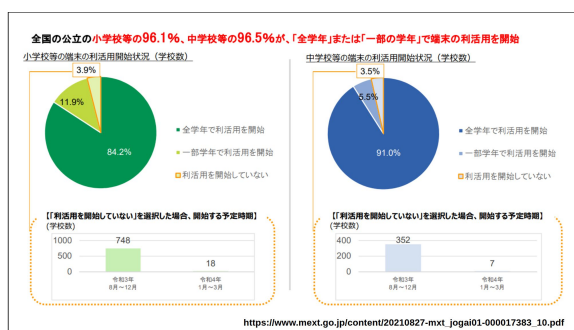 全国の公立の小学校等の96.1%、中学校等の96.5%が、「全学年」または「一部の学年」で端末の利活用を開始
小学校等の端末の利活用開始状況（学校数）
3.9%
11.9%
84.2%
全学年で利活用を開始
一部学年で利活用を開始
利活用を開始していない
【「利活用を開始していない」を選択した場合、開始する予定時期】
(学校数)
1000
500
0
748
18
令和3年
8月～12月
令和4年
1月～3月
中学校等の端末の利活用開始状況（学校数）
3.5%
5.5%
91.0%
全学年で利活用を開始
一部学年で利活用を開始
利活用を開始していない
【「利活用を開始していない」を選択した場合、開始する予定時期】
(学校数)
400
200
0
352
7
令和3年
8月～12月
令和4年
1月～3月
https://www.mext.go.jp/content/20210827-mxt_jogai01-000017383_10.pdf